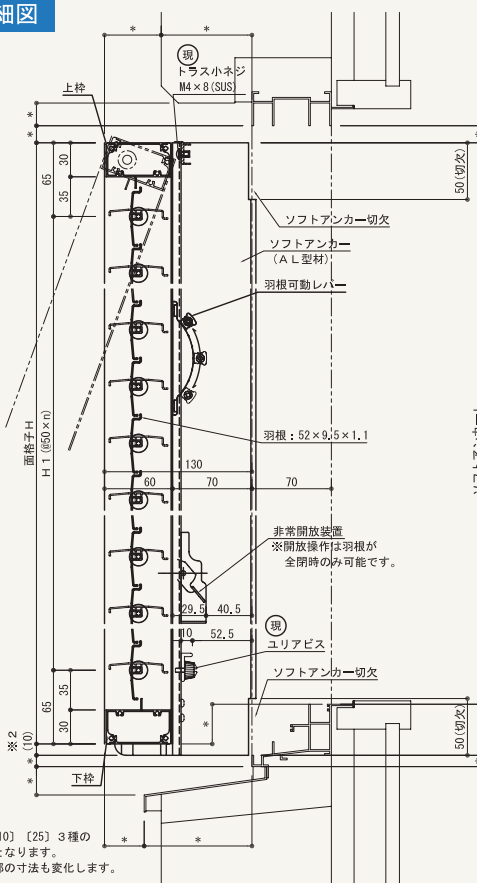 細図
*
*
現
トラス小ネジ
M4×8(SUS)
上枠
*
*
30
65
35
50(切欠)
ソフトアンカー切欠
ソフトアンカー
(AL型材)
羽根可動レバー
面格子H
H1(@50×n)
羽根：52×9.5×1.1
130
60
70
70
非常開放装置
※開放操作は羽根が
全閉時のみ可能です。
29.5
40.5
10
52.5
現
ユリアビス
ソフトアンカー切欠
35
65
30
50(切欠)
※2
(10)
*
*
*
下枠
*
*
10〕〔25〕3種の
となります。
部の寸法も変化します。